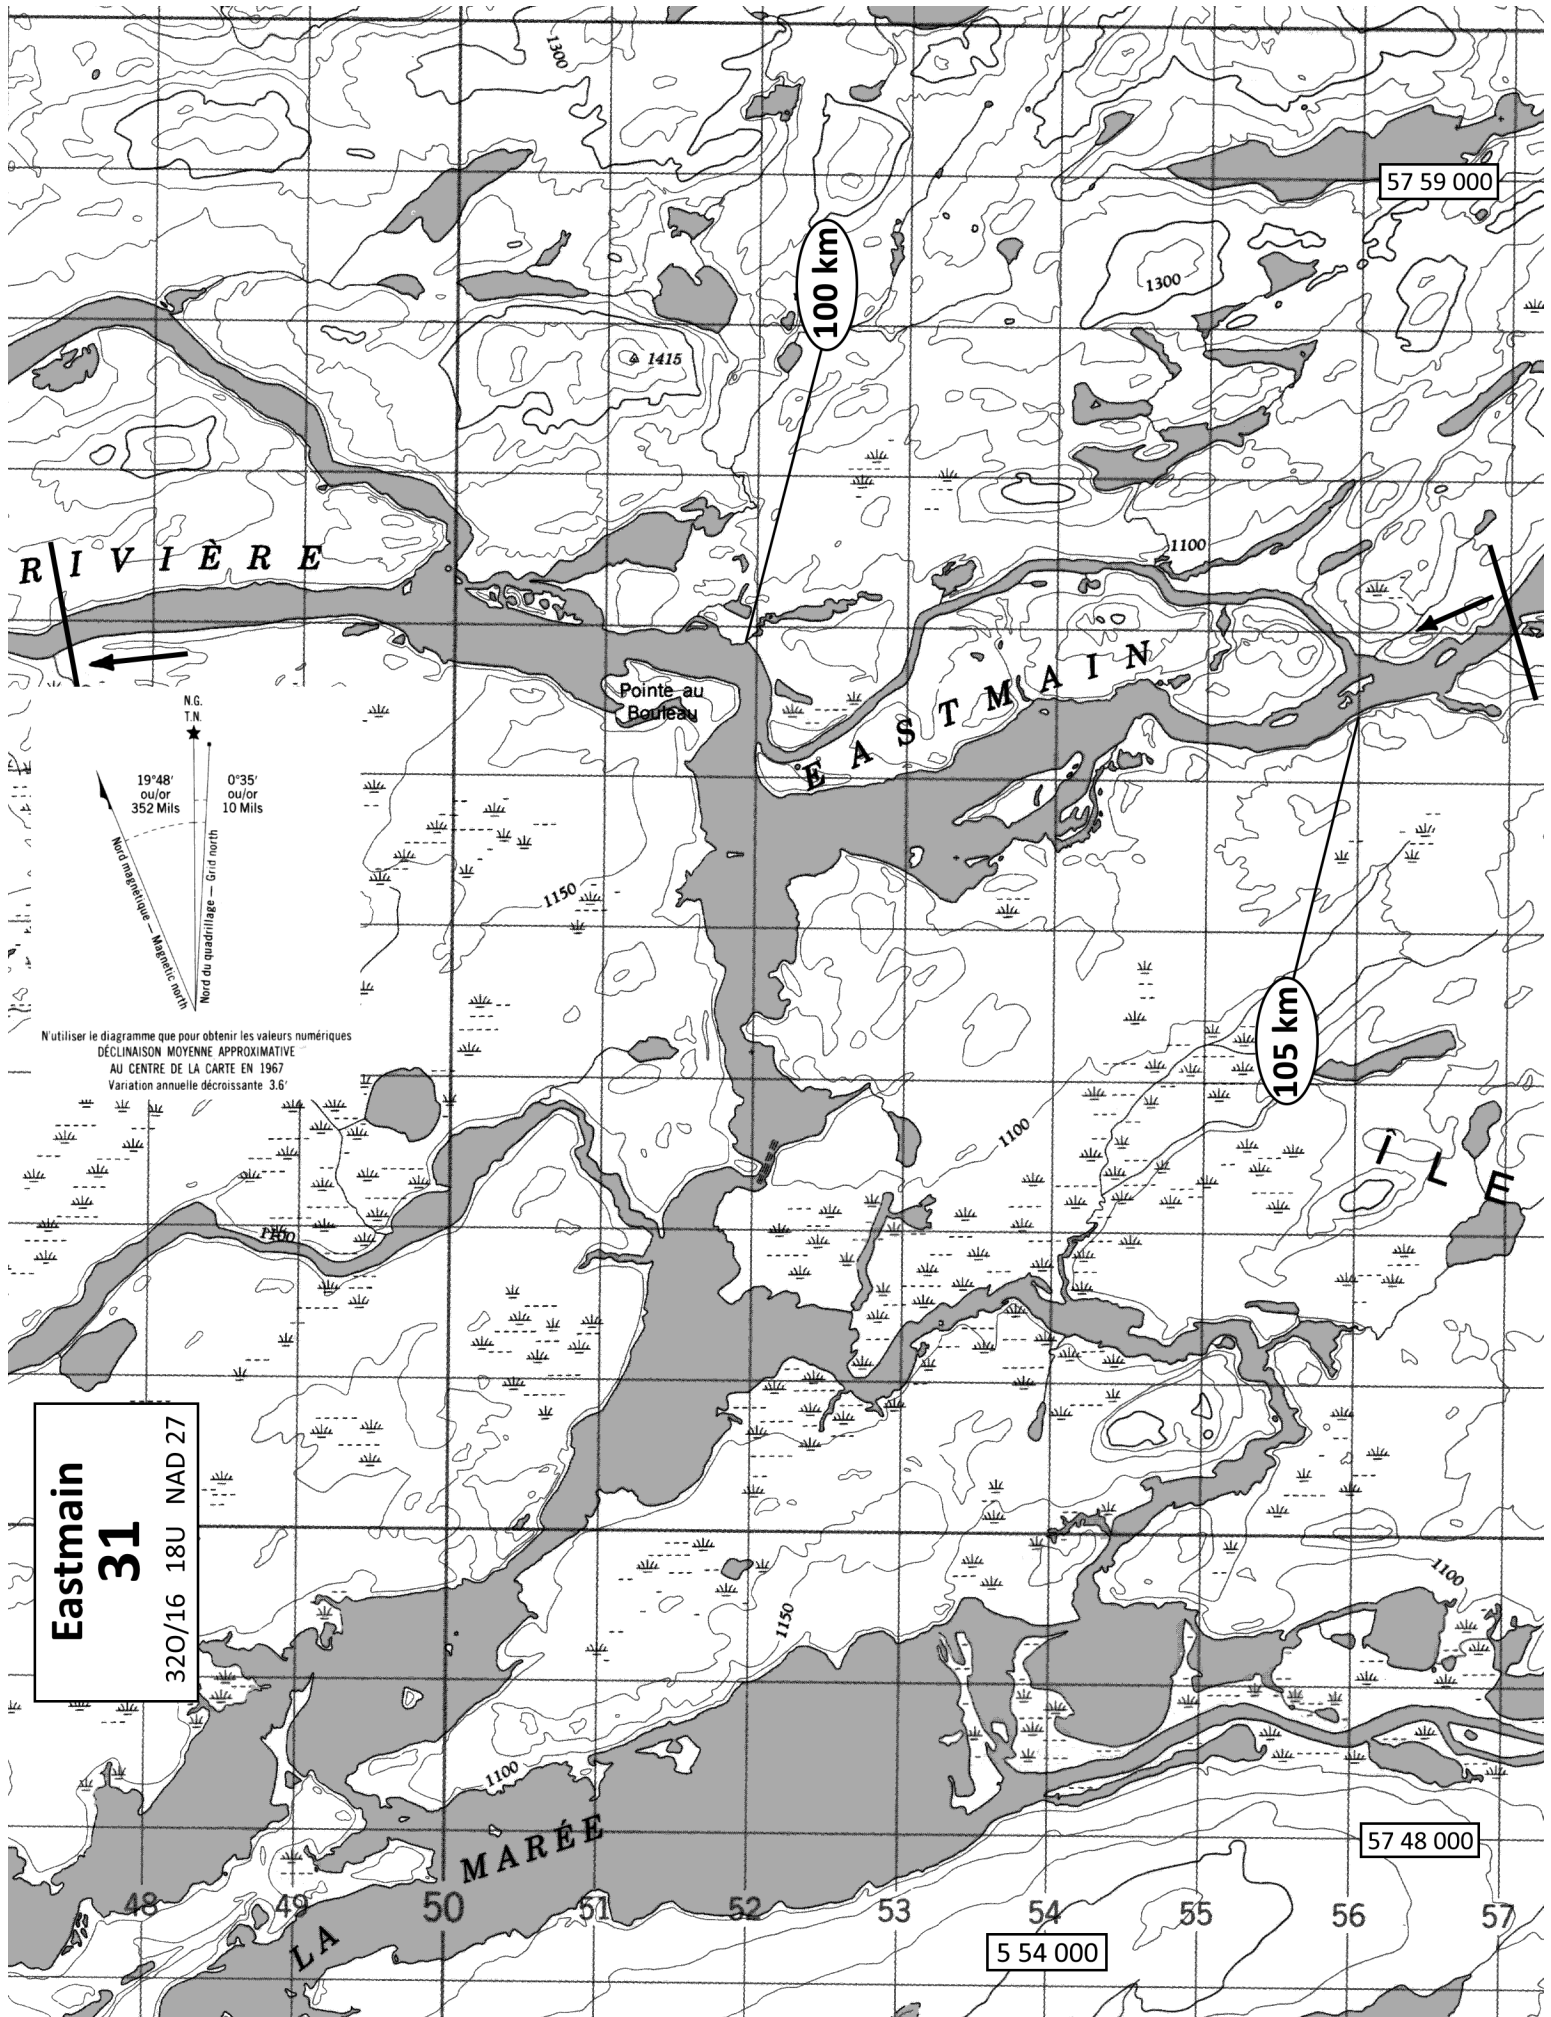 1300
57 59 000
100 km
1300
1415
RIVIÈRE
1100
EASTMAIN
Pointe au
Bouleau
N.G.
T.N.
19°48'
ou/or
352 Mils
0°35'
ou/or
10 Mils
Nord magnétique — Magnetic north
Nord du quadrillage — Grid north
1150
N'utiliser le diagramme que pour obtenir les valeurs numériques
DÉCLINAISON MOYENNE APPROXIMATIVE
AU CENTRE DE LA CARTE EN 1967
Variation annuelle décroissante 3.6'
105 km
1100
ÎLE
1100
Eastmain
31
32O/16 18U NAD 27
1100
1150
1100
MARÉE
57 48 000
48 49 50 51 52 53 54 55 56 57
LA
5 54 000